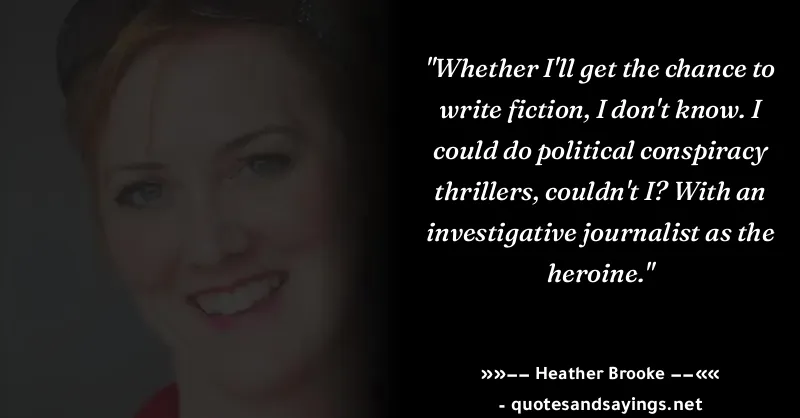 "Whether I'll get the chance to
write fiction, I don't know. I
could do political conspiracy
thrillers, couldn't I? With an
investigative journalist as the
heroine."
»»–– Heather Brooke ––««
- quotesandsayings.net